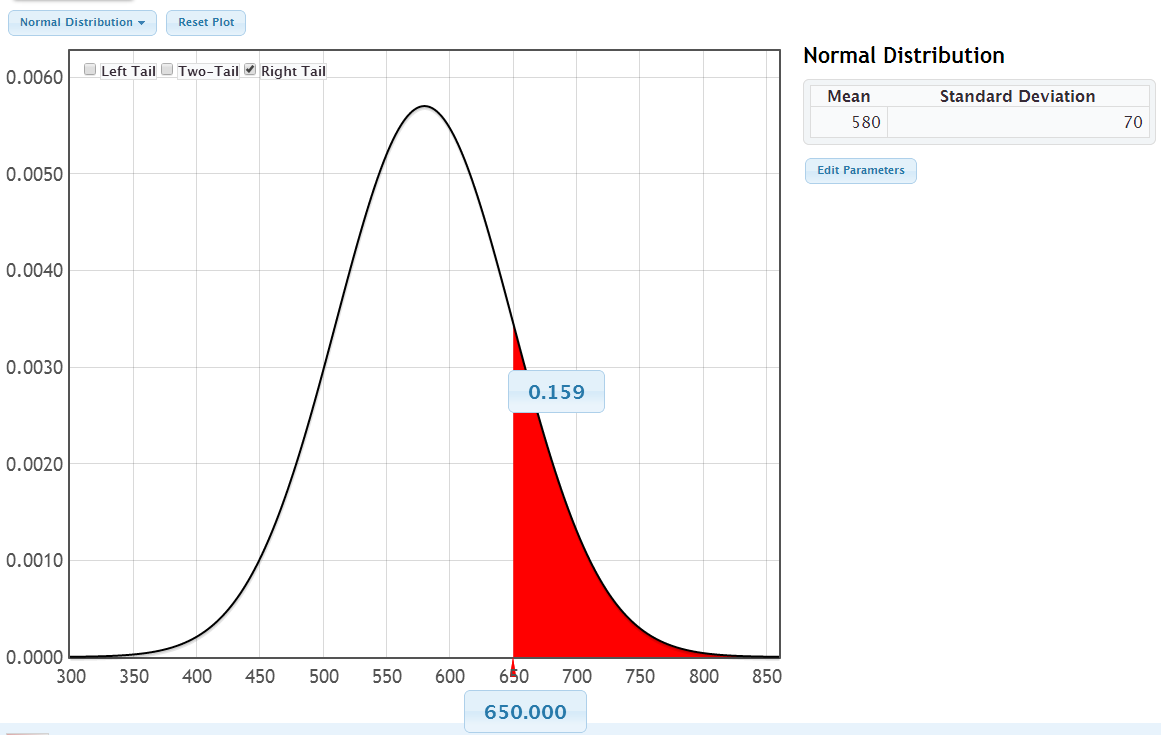 Normal Distribution Reset Plot
Normal Distribution
Left Tail Two-Tail Right Tail
Mean Standard Deviation
580 70
Edit Parameters
0.0060
0.0050
0.0040
0.0030
0.0020
0.0010
0.0000
0.159
300 350 400 450 500 550 600 650 700 750 800 850
650.000